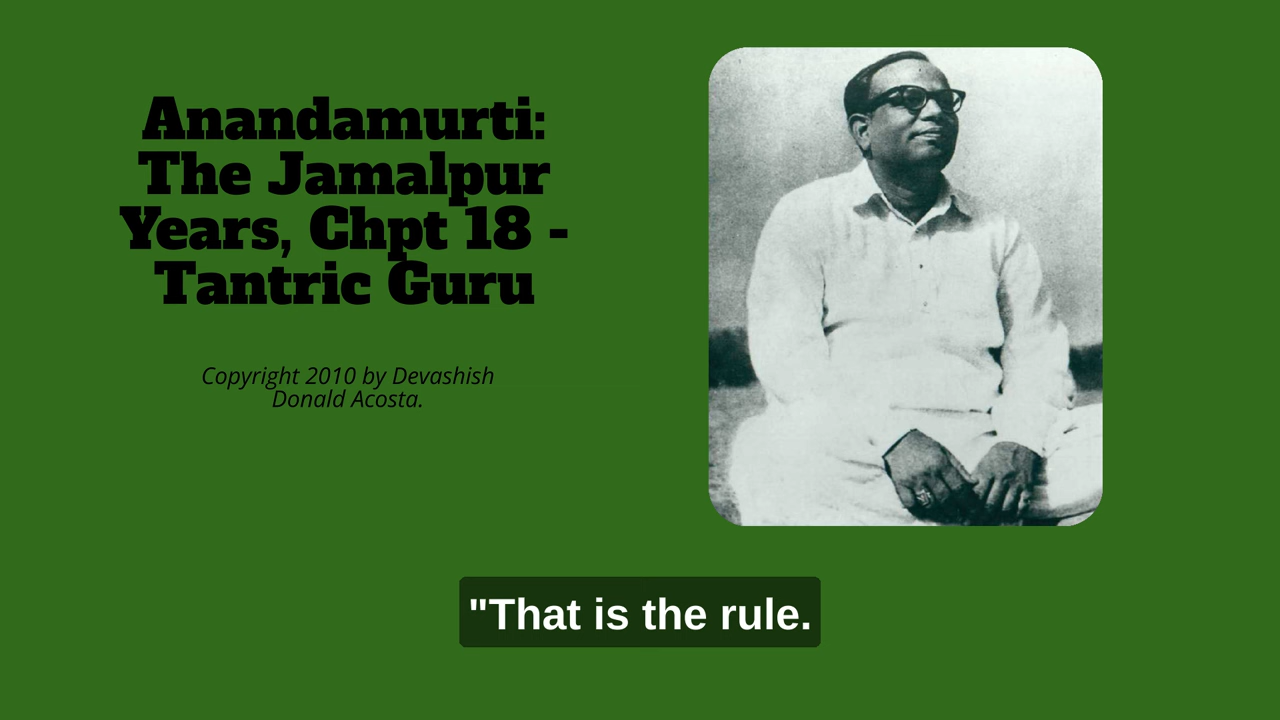 Anandamurti:
The Jamalpur
Years, Chpt 18 -
Tantric Guru
Copyright 2010 by Devashish
Donald Acosta.
"That is the rule.